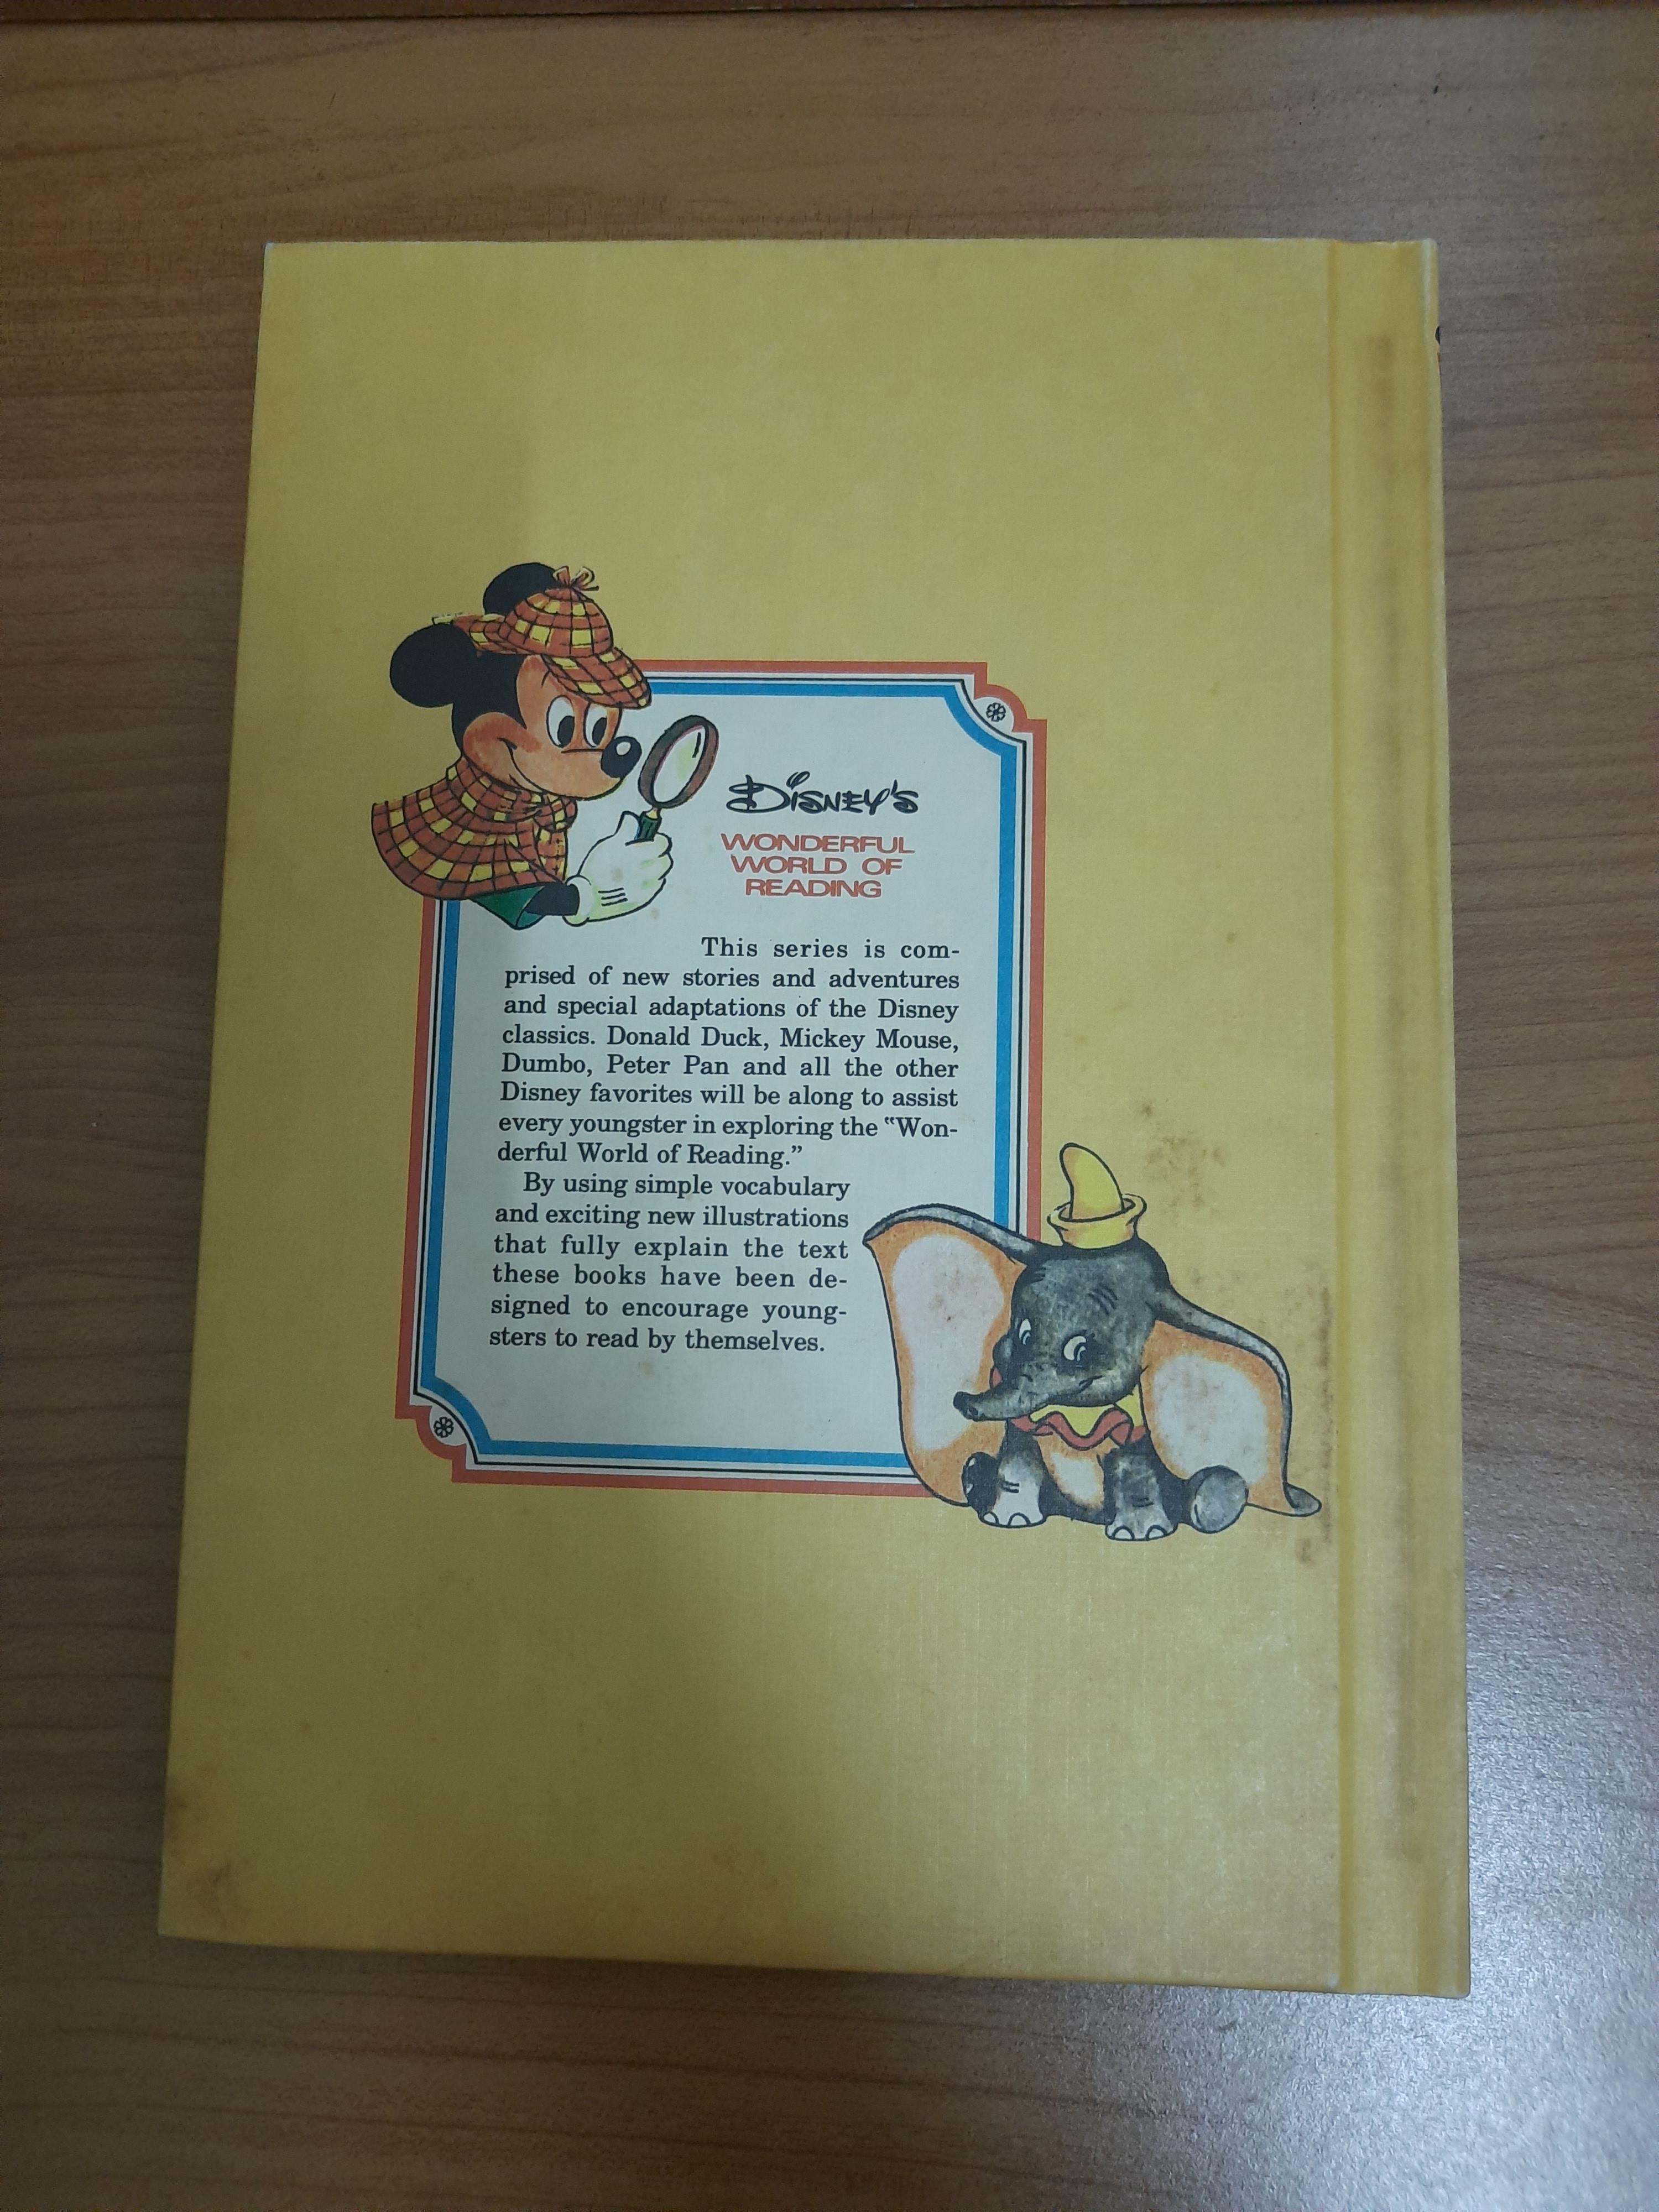 Disney's
WONDERFUL
WORLD OF
READING
This series is com-
prised of new stories and adventures
and special adaptations of the Disney
classics. Donald Duck, Mickey Mouse,
Dumbo, Peter Pan and all the other
Disney favorites will be along to assist
every youngster in exploring the “Won-
derful World of Reading.”
By using simple vocabulary
and exciting new illustrations
that fully explain the text
these books have been de-
signed to encourage young-
sters to read by themselves.